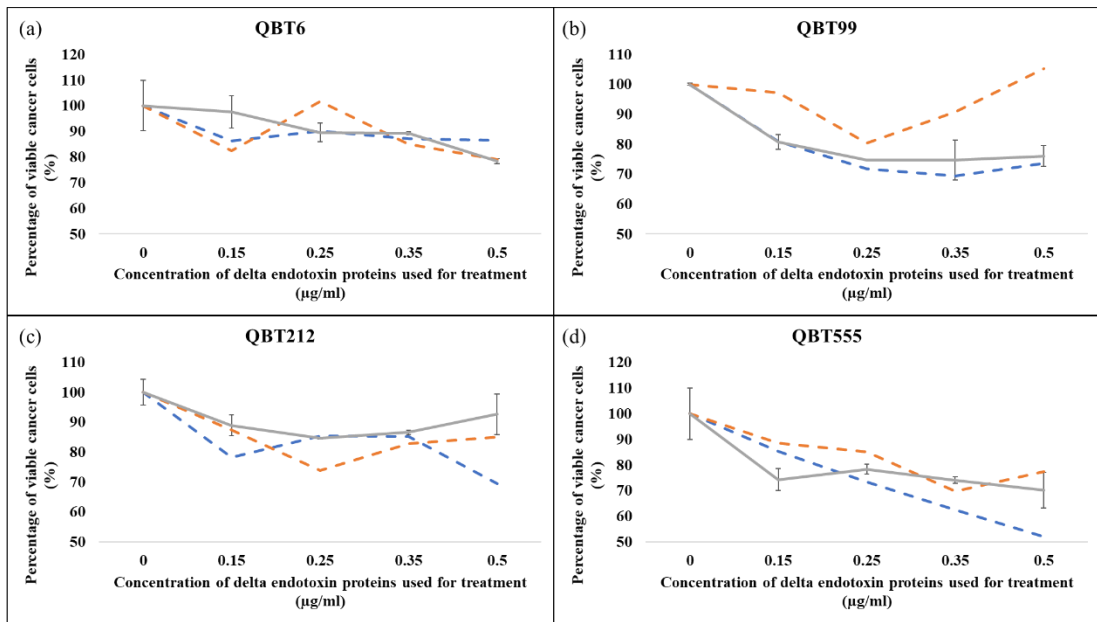 (a)
QBT6
Percentage of viable cancer cells
(%)
120
110
100
90
80
70
60
50
0 0.15 0.25 0.35 0.5
Concentration of delta endotoxin proteins used for treatment
(µg/ml)
(b)
QBT99
Percentage of viable cancer cells
(%)
110
100
90
80
70
60
50
0 0.15 0.25 0.35 0.5
Concentration of delta endotoxin proteins used for treatment
(µg/ml)
(c)
QBT212
Percentage of viable cancer cells
(%)
110
100
90
80
70
60
50
0 0.15 0.25 0.35 0.5
Concentration of delta endotoxin proteins used for treatment
(µg/ml)
(d)
QBT555
Percentage of viable cancer cells
(%)
120
110
100
90
80
70
60
50
0 0.15 0.25 0.35 0.5
Concentration of delta endotoxin proteins used for treatment
(µg/ml)